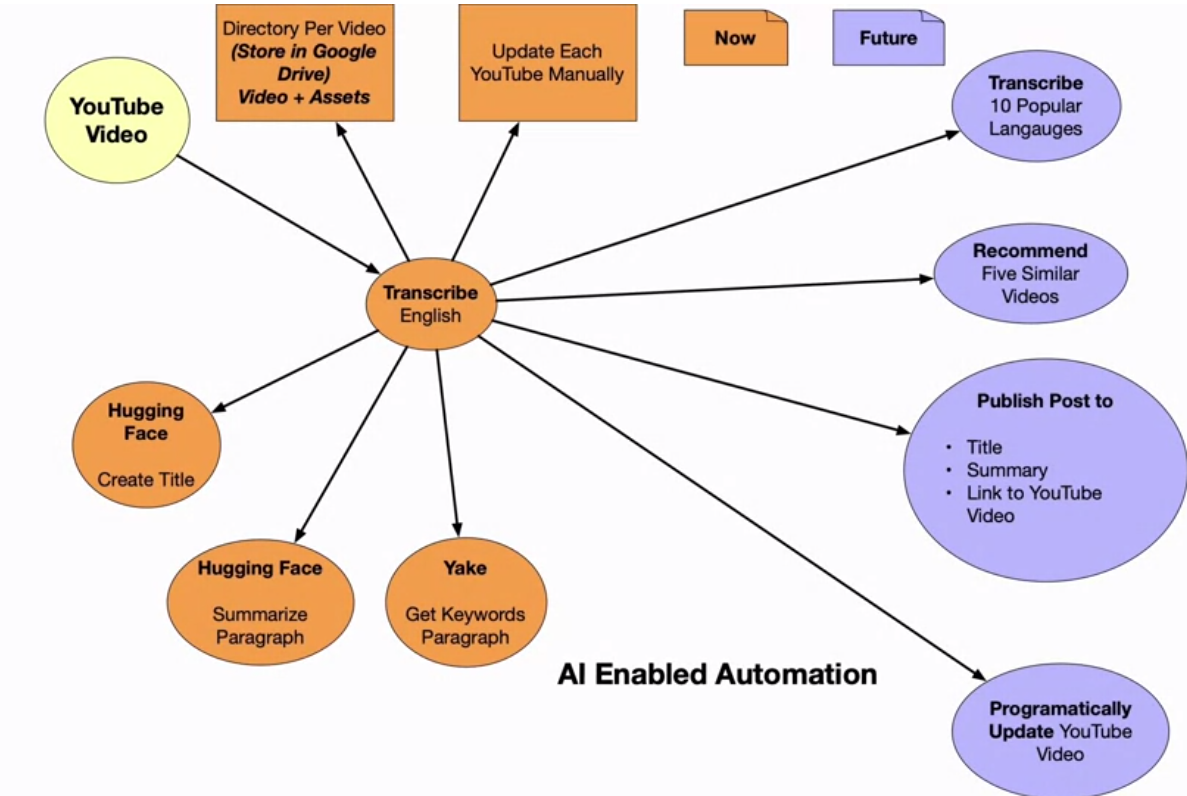 Directory Per Video
(Store in Google
Drive)
Video + Assets
Update Each
YouTube Manually
Now
Future
YouTube
Video
Transcribe
10 Popular
Langauges
Recommend
Five Similar
Videos
Transcribe
English
Hugging
Face
Create Title
Publish Post to
• Title
• Summary
• Link to YouTube
Video
Hugging Face
Summarize
Paragraph
Yake
Get Keywords
Paragraph
AI Enabled Automation
Programatically
Update YouTube
Video